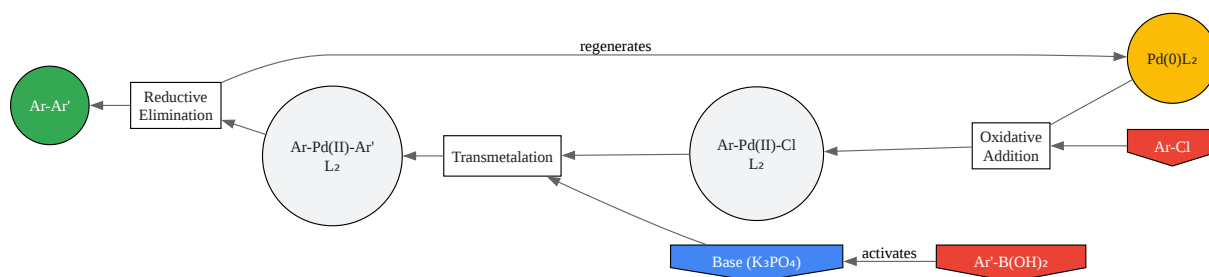 regenerates
Pd(0)L₂
Ar-Ar'
Reductive
Elimination
Ar-Pd(II)-Ar'
L₂
Transmetalation
Ar-Pd(II)-Cl
L₂
Oxidative
Addition
Ar-Cl
Base (K₃PO₄)
activates
Ar'-B(OH)₂